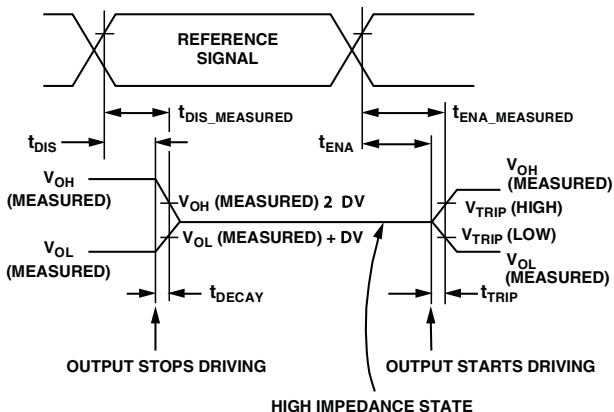 REFERENCE
SIGNAL
tDIS_MEASURED
tENA_MEASURED
tDIS
tENA
VOH
(MEASURED)
VOH (MEASURED) 2 DV
VOH
(MEASURED)
VTRIP (HIGH)
VOL
(MEASURED)
VOL (MEASURED) + DV
VTRIP (LOW)
VOL
(MEASURED)
tDECAY
tTRIP
OUTPUT STOPS DRIVING
OUTPUT STARTS DRIVING
HIGH IMPEDANCE STATE